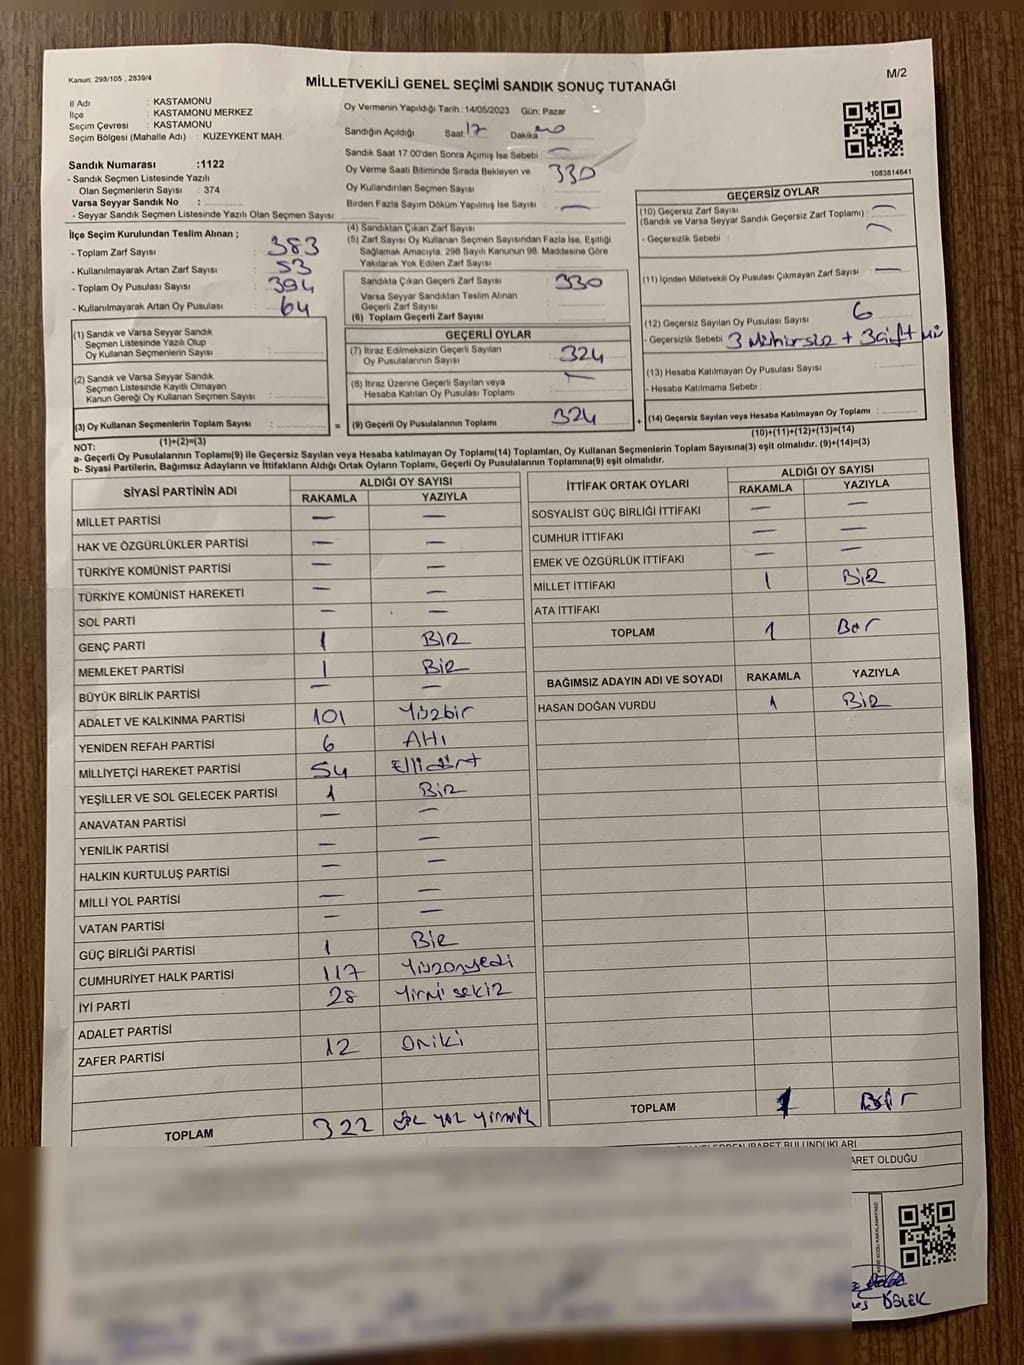 Kanun: 298/105 , 2839/4
MİLLETVEKİLİ GENEL SEÇİMİ SANDIK SONUÇ TUTANAĞI
M/2
İl Adı : KASTAMONU
İlçe : KASTAMONU MERKEZ
Seçim Çevresi : KASTAMONU
Seçim Bölgesi (Mahalle Adı) : KUZEYKENT MAH.
Sandık Numarası :1122
- Sandık Seçmen Listesinde Yazılı
Olan Seçmenlerin Sayısı : 374
Varsa Seyyar Sandık No :
- Seyyar Sandık Seçmen Listesinde Yazılı Olan Seçmen Sayısı:
İlçe Seçim Kurulundan Teslim Alınan ;
- Toplam Zarf Sayısı : 383
- Kullanılmayarak Artan Zarf Sayısı : 53
- Toplam Oy Pusulası Sayısı : 394
- Kullanılmayarak Artan Oy Pusulası : 64
(1) Sandık ve Varsa Seyyar Sandık
Seçmen Listesinde Yazılı Olup
Oy Kullanan Seçmenlerin Sayısı :
(2) Sandık ve Varsa Seyyar Sandık
Seçmen Listesinde Kayıtlı Olmayan
Kanun Gereği Oy Kullanan Seçmen Sayısı :
(3) Oy Kullanan Seçmenlerin Toplam Sayısı : =
(1)+(2)=(3)
Oy Vermenin Yapıldığı Tarih :14/05/2023 Gün: Pazar
Sandığın Açıldığı Saat 17 Dakika
Sandık Saat 17:00'den Sonra Açımış İse Sebebi : —
Oy Verme Saati Bitiminde Sırada Bekleyen ve 330
Oy Kullandırılan Seçmen Sayısı :
Birden Fazla Sayım Döküm Yapılmış İse Sayısı : —
(4) Sandıktan Çıkan Zarf Sayısı :
(5) Zarf Sayısı Oy Kullanan Seçmen Sayısından Fazla İse, Eşitliği
Sağlamak Amacıyla, 298 Sayılı Kanunun 98. Maddesine Göre
Yakılarak Yok Edilen Zarf Sayısı :
Sandıkta Çıkan Geçerli Zarf Sayısı : 330
Varsa Seyyar Sandıktan Teslim Alınan
Geçerli Zarf Sayısı :
(6) Toplam Geçerli Zarf Sayısı :
GEÇERLİ OYLAR
(7) İtiraz Edilmeksizin Geçerli Sayılan
Oy Pusulalarının Sayısı : 324
(8) İtiraz Üzerine Geçerli Sayılan veya
Hesaba Katılan Oy Pusulası Toplamı : —
(9) Geçerli Oy Pusulalarının Toplamı : 324 +
1083814641
GEÇERSİZ OYLAR
(10) Geçersiz Zarf Sayısı : —
(Sandık ve Varsa Seyyar Sandık Geçersiz Zarf Toplamı)
- Geçersizlik Sebebi : —
(11) İçinden Milletvekili Oy Pusulası Çıkmayan Zarf Sayısı : —
(12) Geçersiz Sayılan Oy Pusulası Sayısı : 6
- Geçersizlik Sebebi : 3 Mühürsüz + 3 Çift Mü
(13) Hesaba Katılmayan Oy Pusulası Sayısı :
- Hesaba Katılmama Sebebi :
(14) Geçersiz Sayılan veya Hesaba Katılmayan Oy Toplamı :
(10)+(11)+(12)+(13)=(14)
NOT:
a- Geçerli Oy Pusulalarının Toplamı(9) ile Geçersiz Sayılan veya Hesaba katılmayan Oy Toplamı(14) Toplamları, Oy Kullanan Seçmenlerin Toplam Sayısına(3) eşit olmalıdır. (9)+(14)=(3)
b- Siyasi Partilerin, Bağımsız Adayların ve İttifakların Aldığı Ortak Oyların Toplamı, Geçerli Oy Pusulalarının Toplamına(9) eşit olmalıdır.
SİYASİ PARTİNİN ADI ALDIĞI OY SAYISI
RAKAMLA YAZIYLA
MİLLET PARTİSİ — —
HAK VE ÖZGÜRLÜKLER PARTİSİ — —
TÜRKİYE KOMÜNİST PARTİSİ — —
TÜRKİYE KOMÜNİST HAREKETİ — —
SOL PARTİ — —
GENÇ PARTİ 1 BİR
MEMLEKET PARTİSİ 1 BİR
BÜYÜK BİRLİK PARTİSİ — —
ADALET VE KALKINMA PARTİSİ 101 Yüzbir
YENİDEN REFAH PARTİSİ 6 Altı
MİLLİYETÇİ HAREKET PARTİSİ 54 Ellidört
YEŞİLLER VE SOL GELECEK PARTİSİ 1 Bir
ANAVATAN PARTİSİ — —
YENİLİK PARTİSİ — —
HALKIN KURTULUŞ PARTİSİ — —
MİLLİ YOL PARTİSİ — —
VATAN PARTİSİ — —
GÜÇ BİRLİĞİ PARTİSİ 1 Bir
CUMHURİYET HALK PARTİSİ 117 Yüzonyedi
İYİ PARTİ 28 Yirmi sekiz
ADALET PARTİSİ
ZAFER PARTİSİ 12 Oniki
TOPLAM 322
İTTİFAK ORTAK OYLARI ALDIĞI OY SAYISI
RAKAMLA YAZIYLA
SOSYALİST GÜÇ BİRLİĞİ İTTİFAKI — —
CUMHUR İTTİFAKI — —
EMEK VE ÖZGÜRLÜK İTTİFAKI — —
MİLLET İTTİFAKI 1 BİR
ATA İTTİFAKI
TOPLAM 1 Bir
BAĞIMSIZ ADAYIN ADI VE SOYADI RAKAMLA YAZIYLA
HASAN DOĞAN VURDU 1 BİR
TOPLAM 1 Bir
ARET OLDUĞU